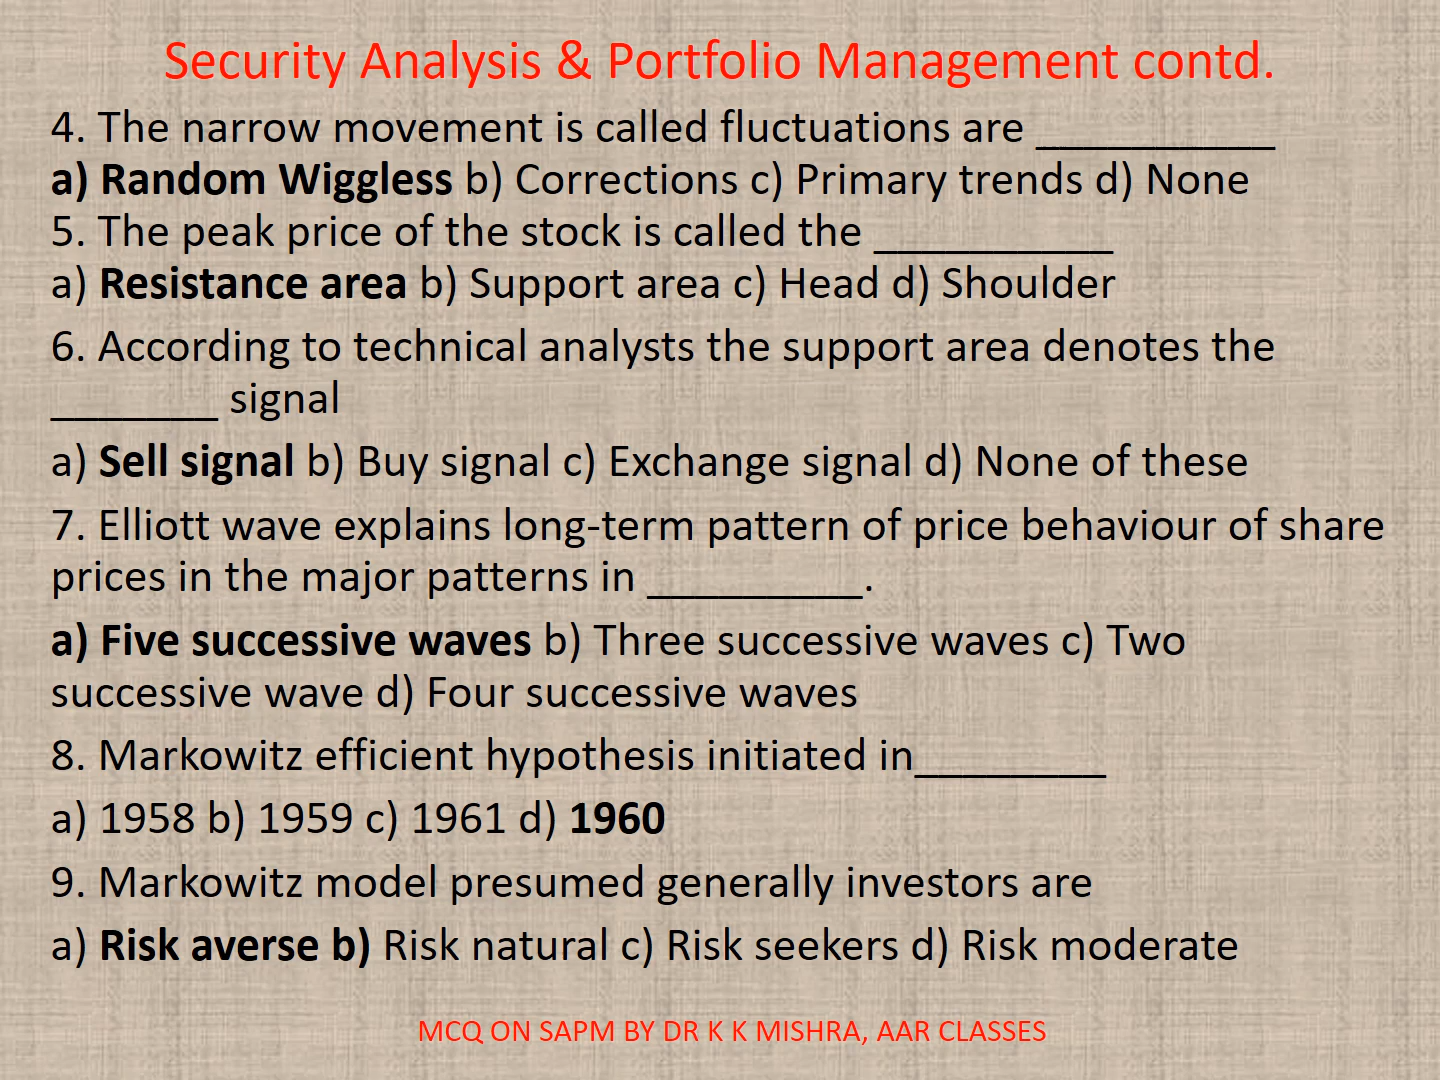 Security Analysis & Portfolio Management contd.
4. The narrow movement is called fluctuations are __________
a) Random Wiggless b) Corrections c) Primary trends d) None
5. The peak price of the stock is called the __________
a) Resistance area b) Support area c) Head d) Shoulder
6. According to technical analysts the support area denotes the
_______ signal
a) Sell signal b) Buy signal c) Exchange signal d) None of these
7. Elliott wave explains long-term pattern of price behaviour of share
prices in the major patterns in _________.
a) Five successive waves b) Three successive waves c) Two
successive wave d) Four successive waves
8. Markowitz efficient hypothesis initiated in________
a) 1958 b) 1959 c) 1961 d) 1960
9. Markowitz model presumed generally investors are
a) Risk averse b) Risk natural c) Risk seekers d) Risk moderate
MCQ ON SAPM BY DR K K MISHRA, AAR CLASSES